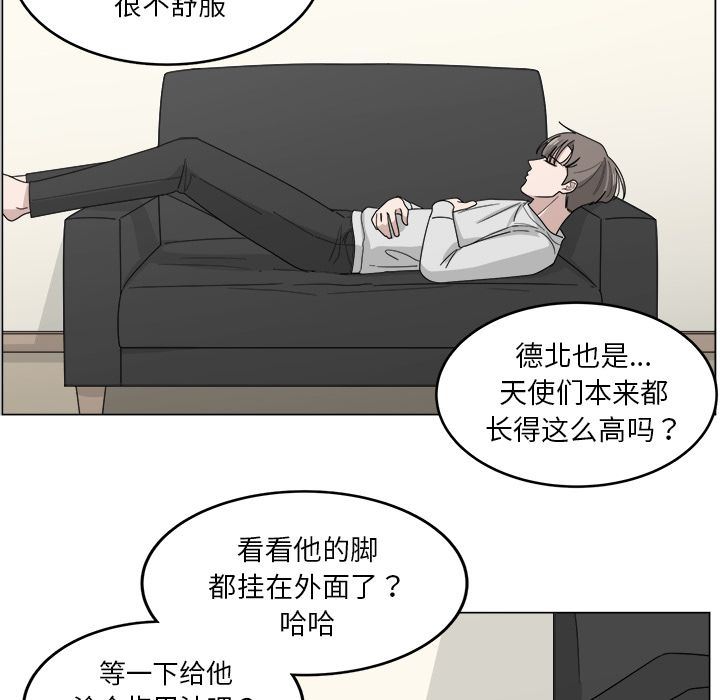 很不舒服
德北也是...
天使们本来都
长得这么高吗？
看看他的脚
都挂在外面了？
哈哈
等一下给他